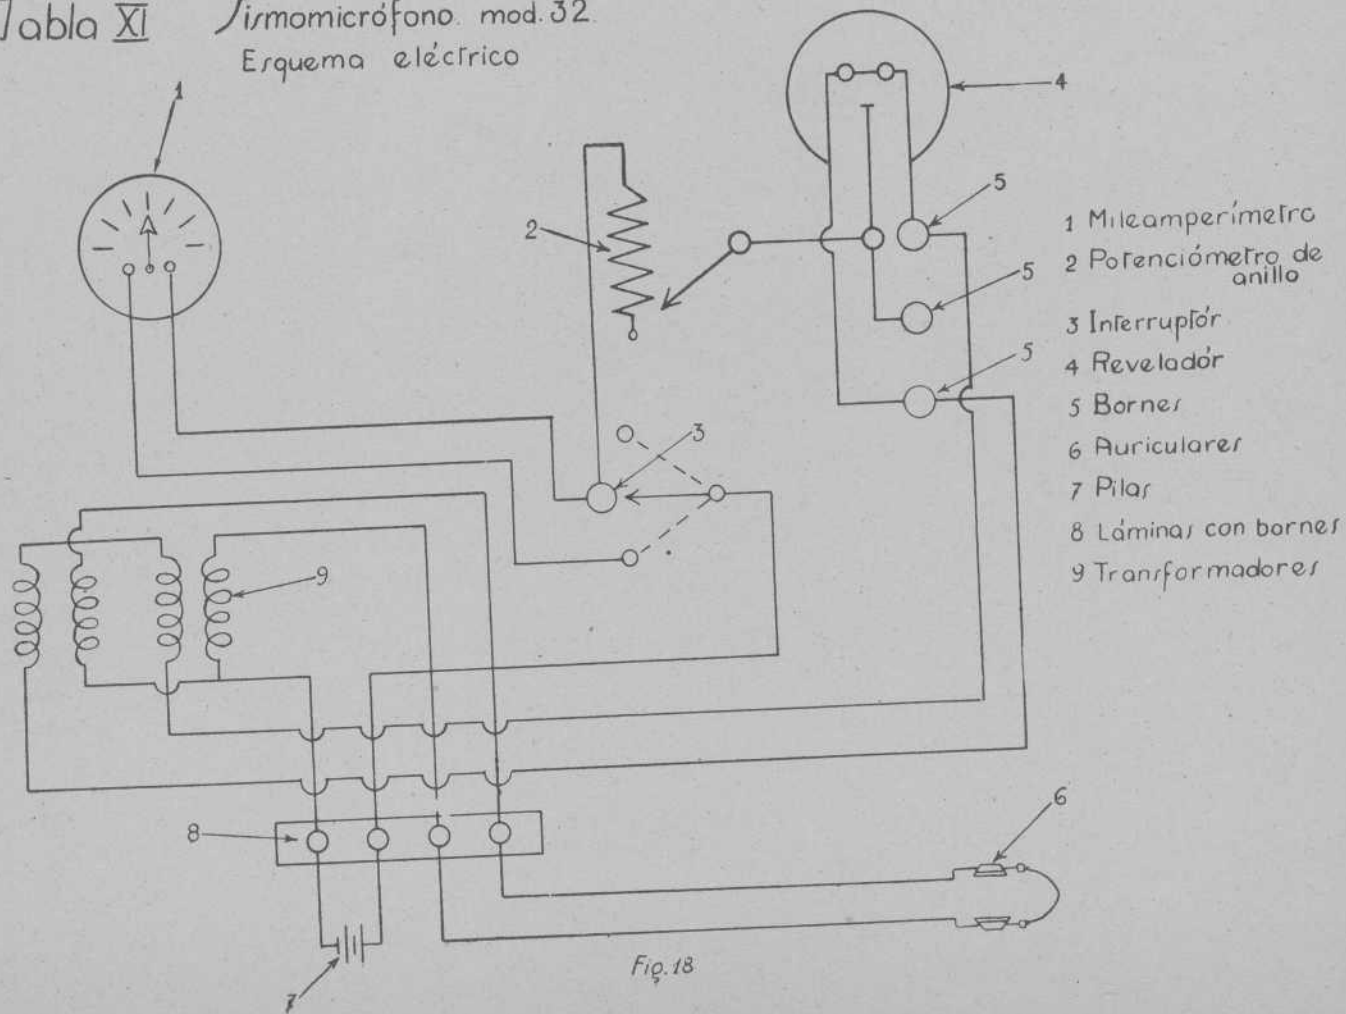 Tabla XI
Sismomicrófono. mod. 32.
Esquema eléctrico
1
4
5
2
5
5
3
9
8
6
7
1 Mileamperímetro
2 Potenciómetro de
anillo
3 Interruptór
4 Reveladór
5 Bornes
6 Auriculares
7 Pilas
8 Láminas con bornes
9 Transformadores
Fig. 18